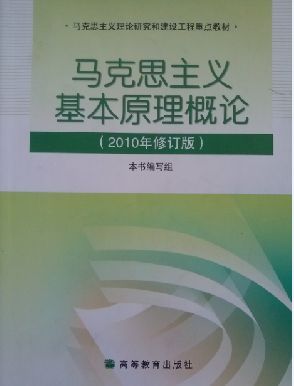 ·马克思主义理论研究和建设工程重点教材·
马克思主义
基本原理概论
(2010年修订版)
本书编写组
高等教育出版社